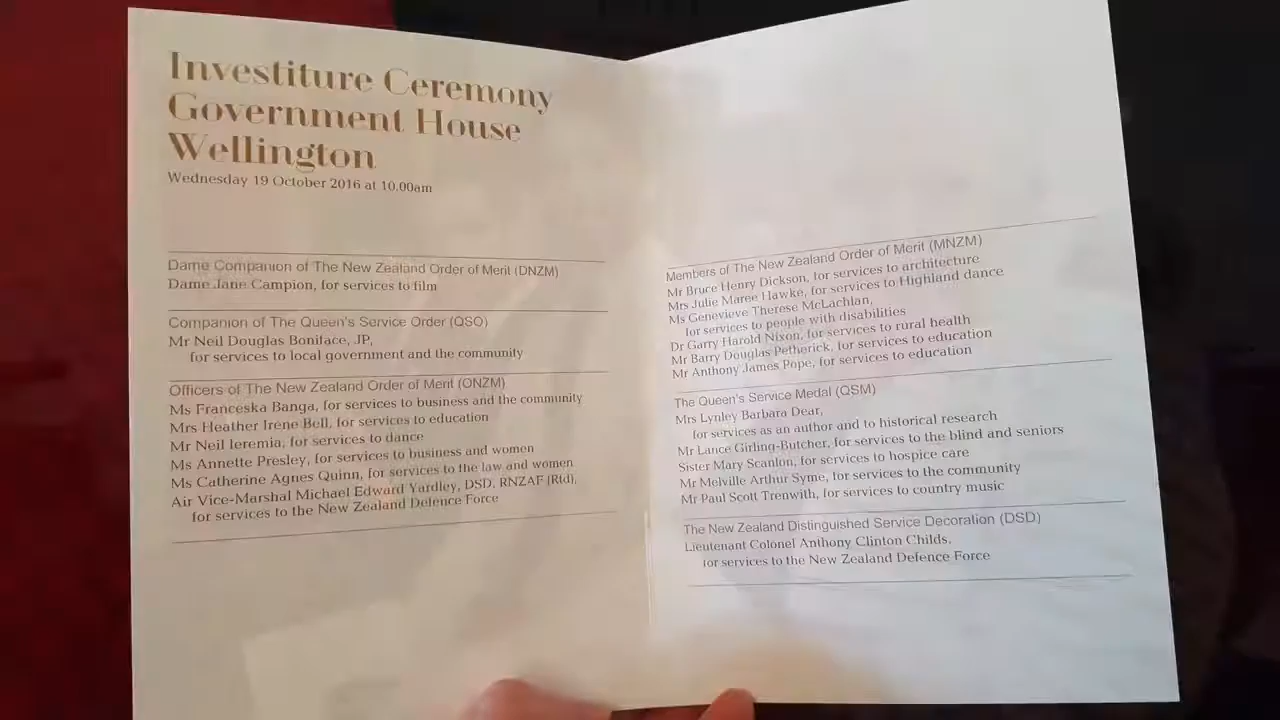 Investiture Ceremony
Government House
Wellington
Wednesday 19 October 2016 at 10.00am
Dame Companion of The New Zealand Order of Merit (DNZM)
Dame Jane Campion, for services to film
Companion of The Queen's Service Order (QSO)
Mr Neil Douglas Boniface, JP,
for services to local government and the community
Officers of The New Zealand Order of Merit (ONZM)
Ms Franceska Banga, for services to business and the community
Mrs Heather Irene Bell, for services to education
Mr Neil Ieremia, for services to dance
Ms Annette Presley, for services to business and women
Ms Catherine Agnes Quinn, for services to the law and women
Air Vice-Marshal Michael Edward Yardley, DSD, RNZAF (Rtd),
for services to the New Zealand Defence Force
Members of The New Zealand Order of Merit (MNZM)
Mr Bruce Henry Dickson, for services to architecture
Mrs Julie Maree Hawke, for services to Highland dance
Ms Genevieve Therese McLachlan,
for services to people with disabilities
Dr Garry Harold Nixon, for services to rural health
Mr Barry Douglas Petherick, for services to education
Mr Anthony James Pope, for services to education
The Queen's Service Medal (QSM)
Mrs Lynley Barbara Dear,
for services as an author and to historical research
Mr Lance Girling-Butcher, for services to the blind and seniors
Sister Mary Scanlon, for services to hospice care
Mr Melville Arthur Syme, for services to the community
Mr Paul Scott Trenwith, for services to country music
The New Zealand Distinguished Service Decoration (DSD)
Lieutenant Colonel Anthony Clinton Childs,
for services to the New Zealand Defence Force